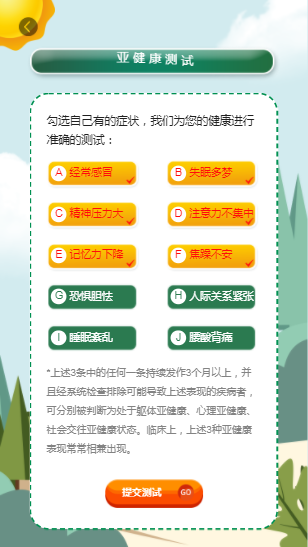 亚健康测试
勾选自己有的症状，我们为您的健康进行
准确的测试：
A 经常感冒
B 失眠多梦
C 精神压力大
D 注意力不集中
E 记忆力下降
F 焦躁不安
G 恐惧胆怯
H 人际关系紧张
I 睡眠紊乱
J 腰酸背痛
*上述3条中的任何一条持续发作3个月以上，并
且经系统检查排除可能导致上述表现的疾病者，
可分别被判断为处于躯体亚健康、心理亚健康、
社会交往亚健康状态。临床上，上述3种亚健康
表现常常相兼出现。
提交测试 GO